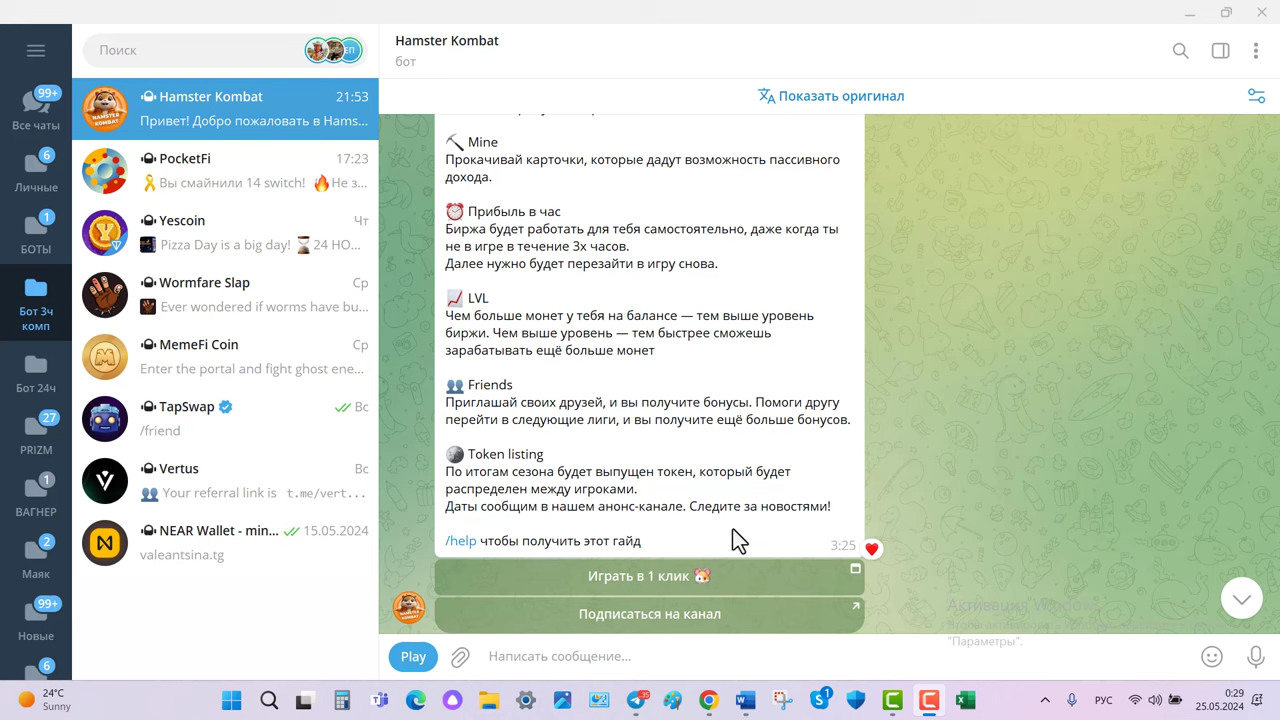 Поиск
ЕП
99+
Все чаты
6
Личные
1
БОТЫ
Бот 3ч
комп
Бот 24ч
27
PRIZM
1
ВАГНЕР
2
Маяк
99+
Новые
6
HAMSTER
KOMBAT
Hamster Kombat
21:53
Привет! Добро пожаловать в Hams...
PocketFi
17:23
Вы смайнили 14 switch! 🔥Не з...
Yescoin
Чт
Pizza Day is a big day! ⏳24 HO...
Wormfare Slap
Ср
Ever wondered if worms have bu...
MemeFi Coin
Ср
Enter the portal and fight ghost ene...
TapSwap
Вс
/friend
Vertus
Вс
👥 Your referral link is t.me/vert...
NEAR Wallet - min...
15.05.2024
valeantsina.tg
Hamster Kombat
бот
Показать оригинал
⛏ Mine
Прокачивай карточки, которые дадут возможность пассивного
дохода.
⏰ Прибыль в час
Биржа будет работать для тебя самостоятельно, даже когда ты
не в игре в течение 3х часов.
Далее нужно будет перезайти в игру снова.
📈 LVL
Чем больше монет у тебя на балансе — тем выше уровень
биржи. Чем выше уровень — тем быстрее сможешь
зарабатывать ещё больше монет
👥 Friends
Приглашай своих друзей, и вы получите бонусы. Помоги другу
перейти в следующие лиги, и вы получите ещё больше бонусов.
🌕 Token listing
По итогам сезона будет выпущен токен, который будет
распределен между игроками.
Даты сообщим в нашем анонс-канале. Следите за новостями!
/help чтобы получить этот гайд
3:25
Играть в 1 клик 🐹
Подписаться на канал
Активация Windows
"Параметры".
Play
Написать сообщение...
24°C
Sunny
35
РУС
0:29
25.05.2024